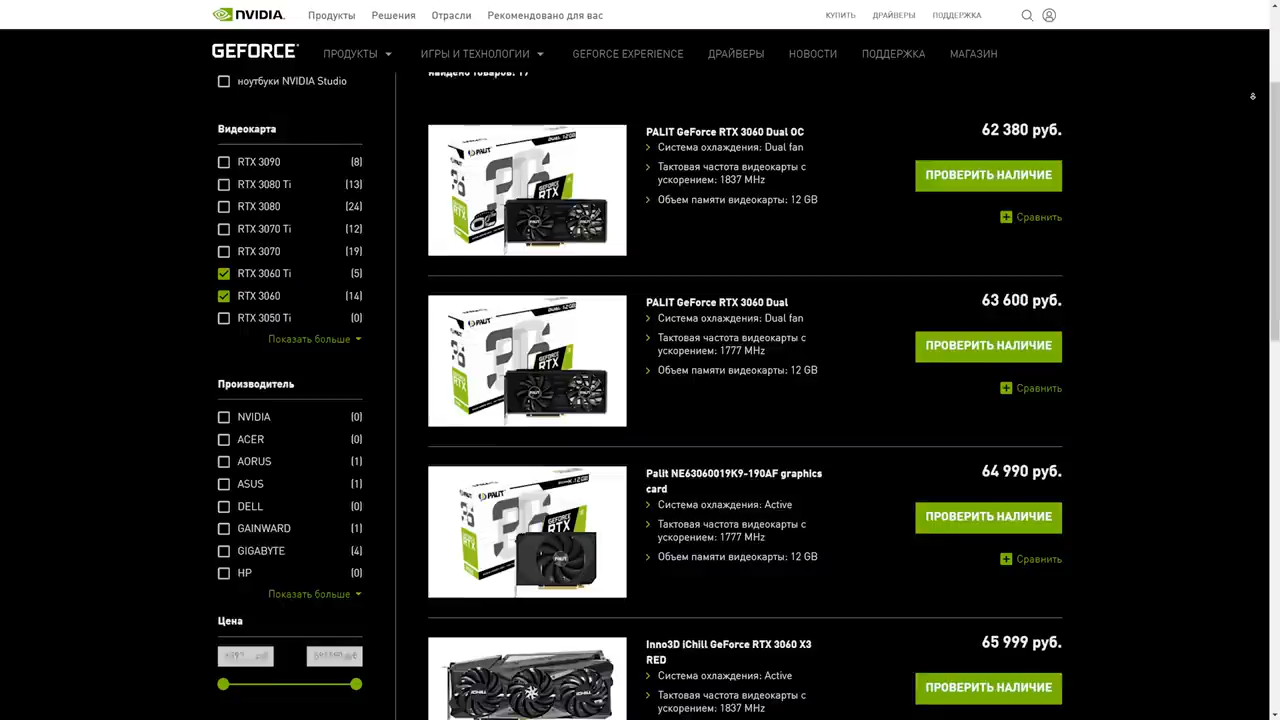 NVIDIA.
Продукты
Решения
Отрасли
Рекомендовано для вас
КУПИТЬ
ДРАЙВЕРЫ
ПОДДЕРЖКА
GEFORCE
ПРОДУКТЫ
ИГРЫ И ТЕХНОЛОГИИ
GEFORCE EXPERIENCE
ДРАЙВЕРЫ
НОВОСТИ
ПОДДЕРЖКА
МАГАЗИН
ноутбуки NVIDIA Studio
Видеокарта
RTX 3090 (8)
RTX 3080 Ti (13)
RTX 3080 (24)
RTX 3070 Ti (12)
RTX 3070 (19)
RTX 3060 Ti (5)
RTX 3060 (14)
RTX 3050 Ti (0)
Показать больше
Производитель
NVIDIA (0)
ACER (0)
AORUS (1)
ASUS (1)
DELL (0)
GAINWARD (1)
GIGABYTE (4)
HP (0)
Показать больше
Цена
найдено товаров:
PALIT GeForce RTX 3060 Dual OC
Система охлаждения: Dual fan
Тактовая частота видеокарты с
ускорением: 1837 MHz
Объем памяти видеокарты: 12 GB
62 380 руб.
ПРОВЕРИТЬ НАЛИЧИЕ
Сравнить
PALIT GeForce RTX 3060 Dual
Система охлаждения: Dual fan
Тактовая частота видеокарты с
ускорением: 1777 MHz
Объем памяти видеокарты: 12 GB
63 600 руб.
ПРОВЕРИТЬ НАЛИЧИЕ
Сравнить
Palit NE63060019K9-190AF graphics
card
Система охлаждения: Active
Тактовая частота видеокарты с
ускорением: 1777 MHz
Объем памяти видеокарты: 12 GB
64 990 руб.
ПРОВЕРИТЬ НАЛИЧИЕ
Сравнить
Inno3D iChill GeForce RTX 3060 X3
RED
Система охлаждения: Active
Тактовая частота видеокарты с
ускорением: 1837 MHz
65 999 руб.
ПРОВЕРИТЬ НАЛИЧИЕ